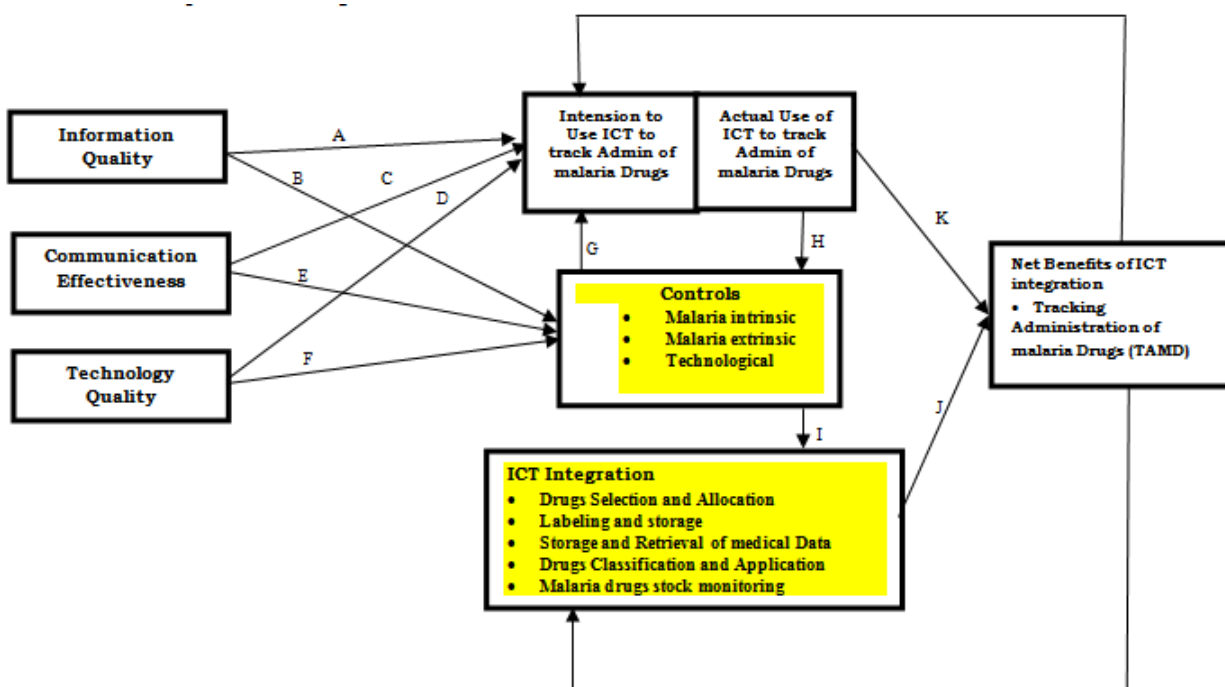 Information
Quality
Communication
Effectiveness
Technology
Quality
A
B
C
D
E
F
Intension to
Use ICT to
track Admin of
malaria Drugs
Actual Use of
ICT to track
Admin of
malaria Drugs
G
H
Controls
• Malaria intrinsic
• Malaria extrinsic
• Technological
I
ICT Integration
• Drugs Selection and Allocation
• Labeling and storage
• Storage and Retrieval of medical Data
• Drugs Classification and Application
• Malaria drugs stock monitoring
K
J
Net Benefits of ICT
integration
• Tracking
Administration of
malaria Drugs (TAMD)